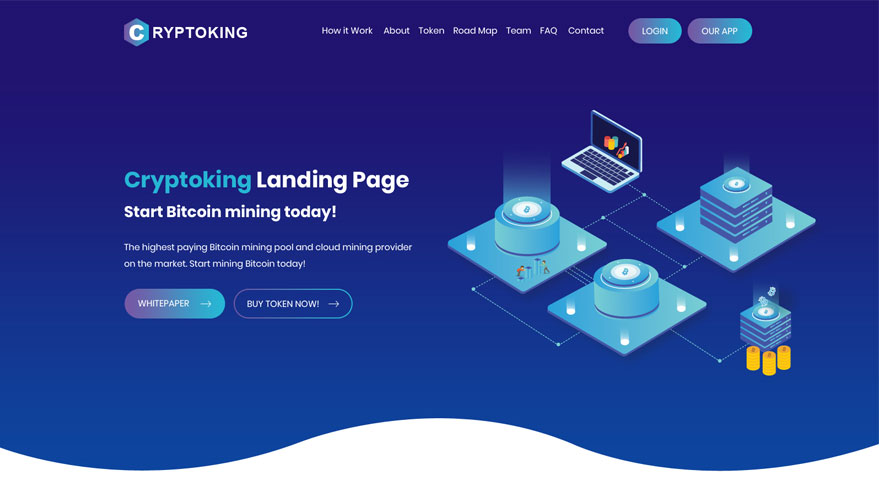 CRYPTOKING
How it Work About Token Road Map Team FAQ Contact LOGIN OUR APP
Cryptoking Landing Page
Start Bitcoin mining today!
The highest paying Bitcoin mining pool and cloud mining provider
on the market. Start mining Bitcoin today!
WHITEPAPER BUY TOKEN NOW!